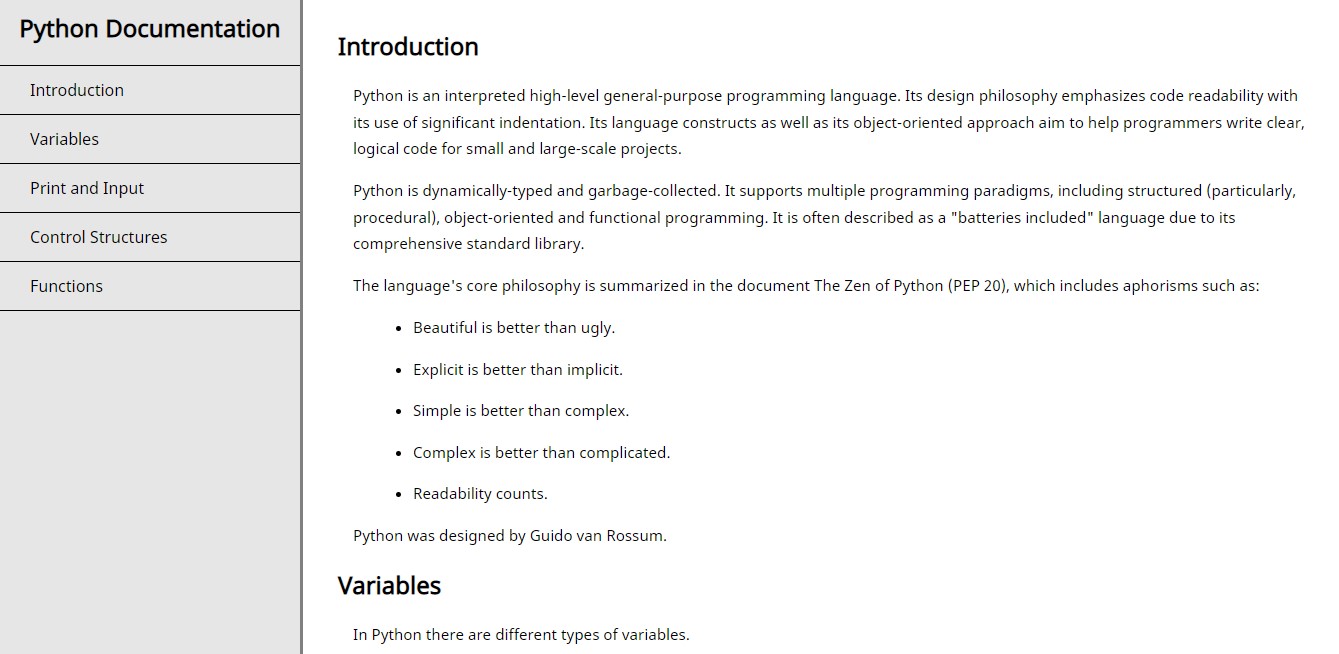 Python Documentation
Introduction
Variables
Print and Input
Control Structures
Functions
Introduction
Python is an interpreted high-level general-purpose programming language. Its design philosophy emphasizes code readability with
its use of significant indentation. Its language constructs as well as its object-oriented approach aim to help programmers write clear,
logical code for small and large-scale projects.
Python is dynamically-typed and garbage-collected. It supports multiple programming paradigms, including structured (particularly,
procedural), object-oriented and functional programming. It is often described as a "batteries included" language due to its
comprehensive standard library.
The language's core philosophy is summarized in the document The Zen of Python (PEP 20), which includes aphorisms such as:
• Beautiful is better than ugly.
• Explicit is better than implicit.
• Simple is better than complex.
• Complex is better than complicated.
• Readability counts.
Python was designed by Guido van Rossum.
Variables
In Python there are different types of variables.